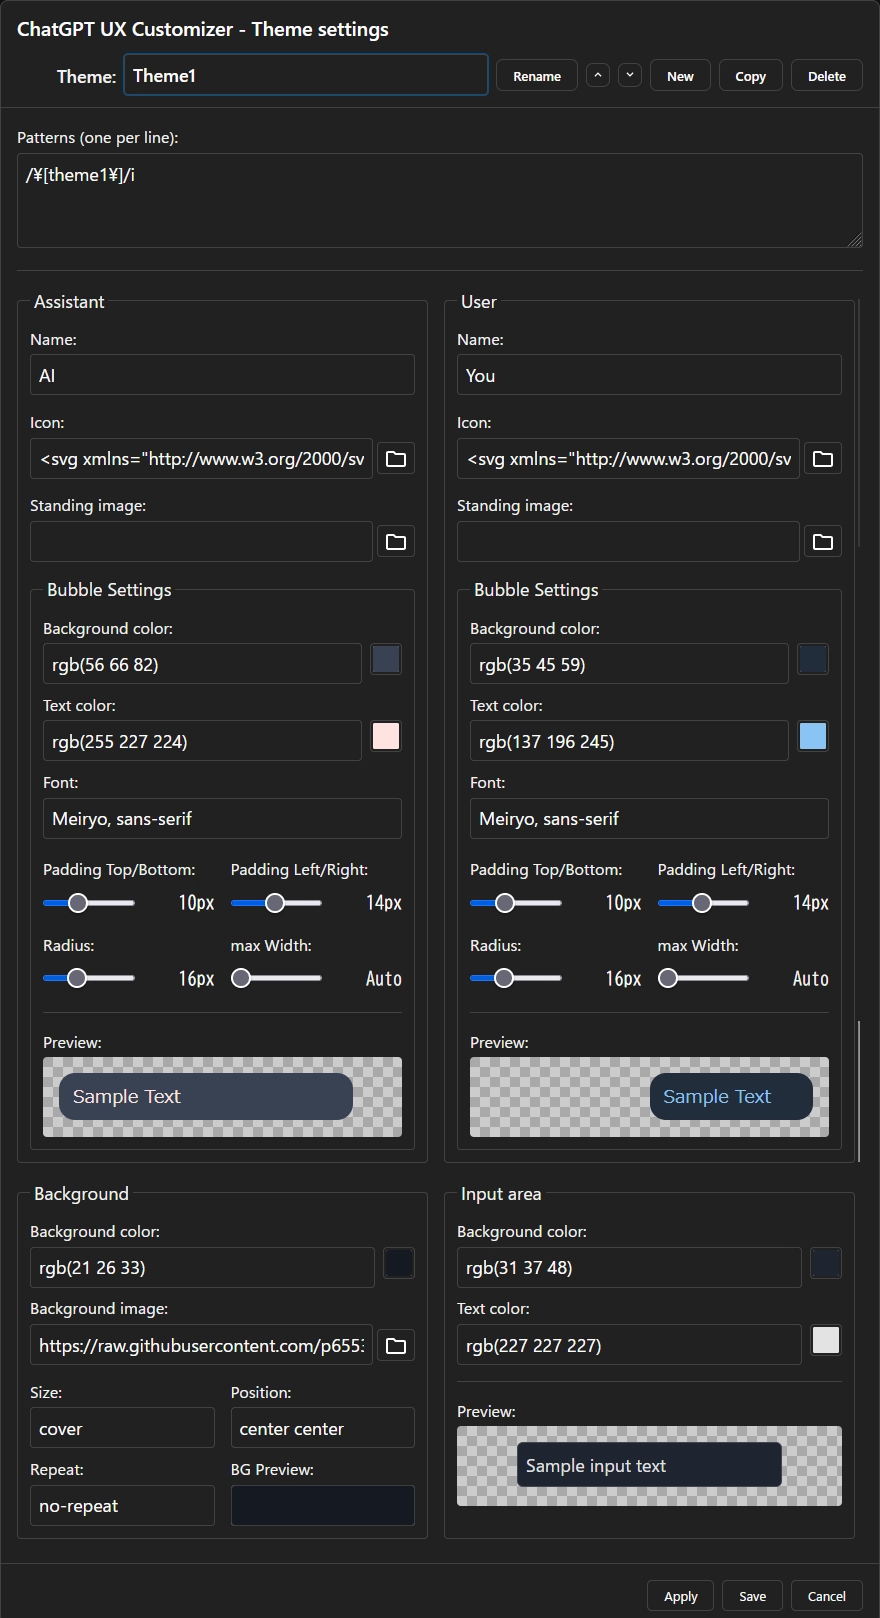 ChatGPT UX Customizer - Theme settings
Theme: Theme1 Rename New Copy Delete
Patterns (one per line):
/¥[theme1¥]/i
Assistant
Name:
AI
Icon:
<svg xmlns="http://www.w3.org/2000/sv
Standing image:
Bubble Settings
Background color:
rgb(56 66 82)
Text color:
rgb(255 227 224)
Font:
Meiryo, sans-serif
Padding Top/Bottom: Padding Left/Right:
10px 14px
Radius: max Width:
16px Auto
Preview:
Sample Text
User
Name:
You
Icon:
<svg xmlns="http://www.w3.org/2000/sv
Standing image:
Bubble Settings
Background color:
rgb(35 45 59)
Text color:
rgb(137 196 245)
Font:
Meiryo, sans-serif
Padding Top/Bottom: Padding Left/Right:
10px 14px
Radius: max Width:
16px Auto
Preview:
Sample Text
Background
Background color:
rgb(21 26 33)
Background image:
https://raw.githubusercontent.com/p6553
Size: Position:
cover center center
Repeat: BG Preview:
no-repeat
Input area
Background color:
rgb(31 37 48)
Text color:
rgb(227 227 227)
Preview:
Sample input text
Apply Save Cancel